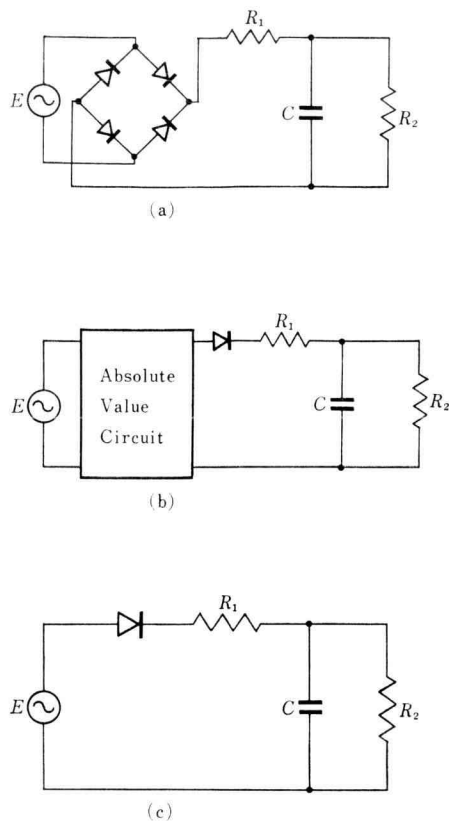 R₁
E
C
R₂
(a)
R₁
Absolute
Value
Circuit
E
C
R₂
(b)
R₁
E
C
R₂
(c)